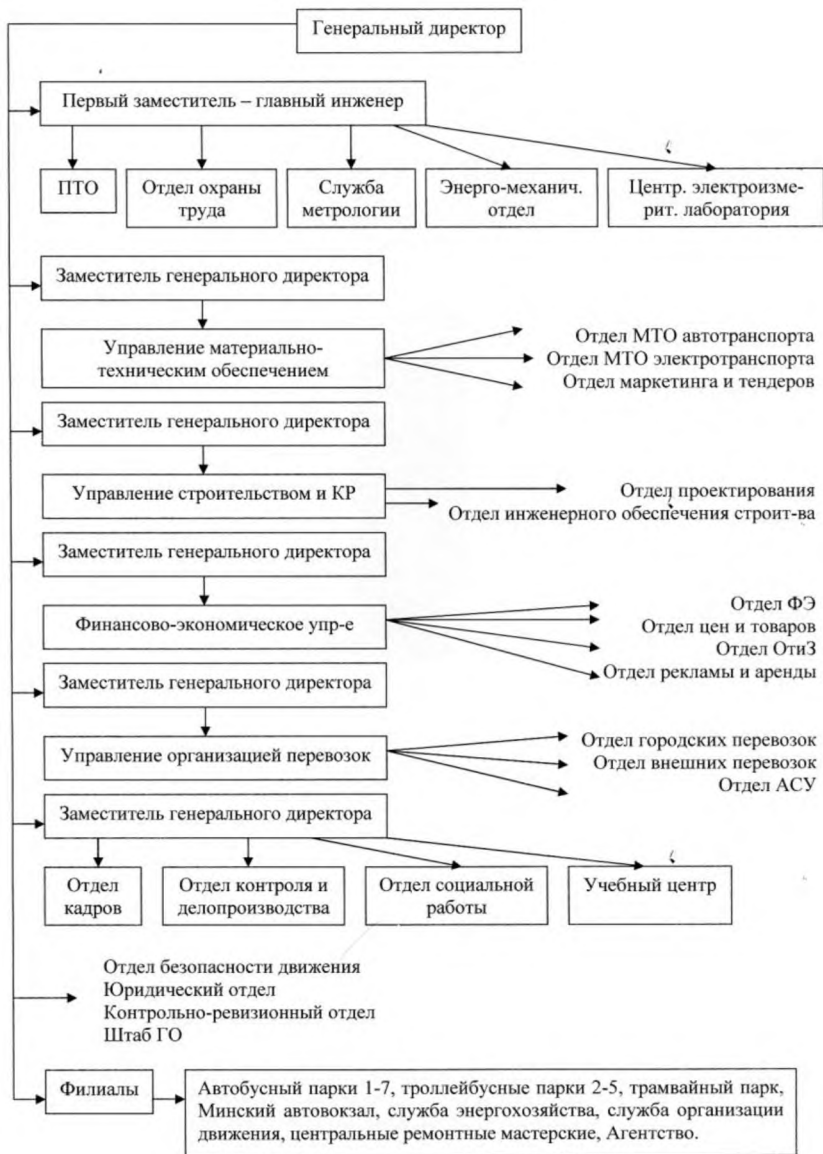 Генеральный директор
Первый заместитель – главный инженер
ПТО
Отдел охраны
труда
Служба
метрологии
Энерго-механич.
отдел
Центр. электроизме-
рит. лаборатория
Заместитель генерального директора
Управление материально-
техническим обеспечением
Отдел МТО автотранспорта
Отдел МТО электротранспорта
Отдел маркетинга и тендеров
Заместитель генерального директора
Управление строительством и КР
Отдел проектирования
Отдел инженерного обеспечения строит-ва
Заместитель генерального директора
Финансово-экономическое упр-е
Отдел ФЭ
Отдел цен и товаров
Отдел ОтиЗ
Отдел рекламы и аренды
Заместитель генерального директора
Управление организацией перевозок
Отдел городских перевозок
Отдел внешних перевозок
Отдел АСУ
Заместитель генерального директора
Отдел
кадров
Отдел контроля и
делопроизводства
Отдел социальной
работы
Учебный центр
Отдел безопасности движения
Юридический отдел
Контрольно-ревизионный отдел
Штаб ГО
Филиалы
Автобусный парки 1-7, троллейбусные парки 2-5, трамвайный парк,
Минский автовокзал, служба энергохозяйства, служба организации
движения, центральные ремонтные мастерские, Агентство.